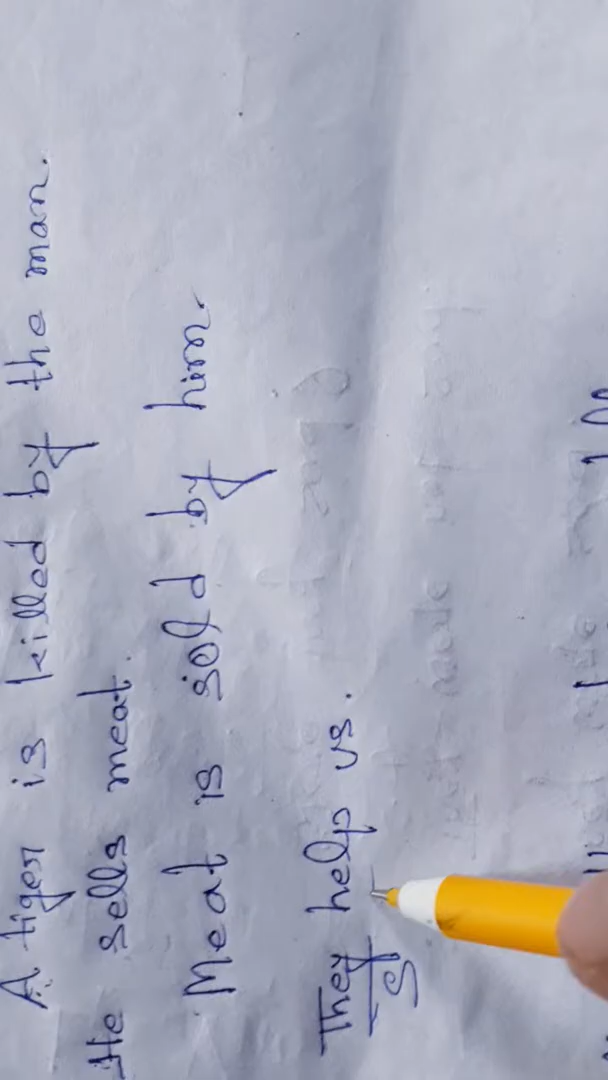 A tiger is killed by the man.
He sells meat.
Meat is sold by him.
They help us.
S